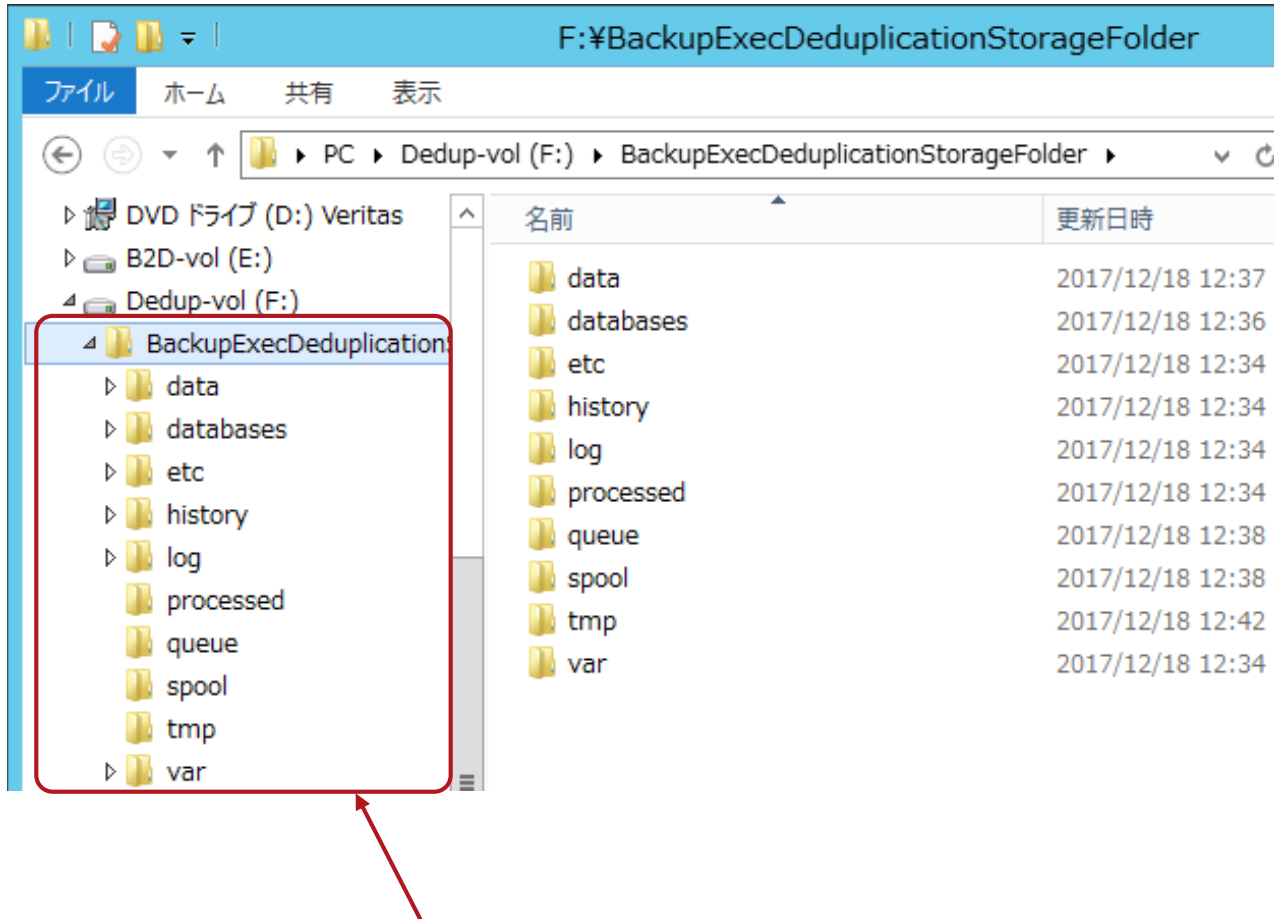 F:¥BackupExecDeduplicationStorageFolder
ファイル ホーム 共有 表示
PC Dedup-vol (F:) BackupExecDeduplicationStorageFolder
DVD ドライブ (D:) Veritas
B2D-vol (E:)
Dedup-vol (F:)
BackupExecDeduplication
data
databases
etc
history
log
processed
queue
spool
tmp
var
名前 更新日時
data 2017/12/18 12:37
databases 2017/12/18 12:36
etc 2017/12/18 12:34
history 2017/12/18 12:34
log 2017/12/18 12:34
processed 2017/12/18 12:34
queue 2017/12/18 12:38
spool 2017/12/18 12:38
tmp 2017/12/18 12:42
var 2017/12/18 12:34